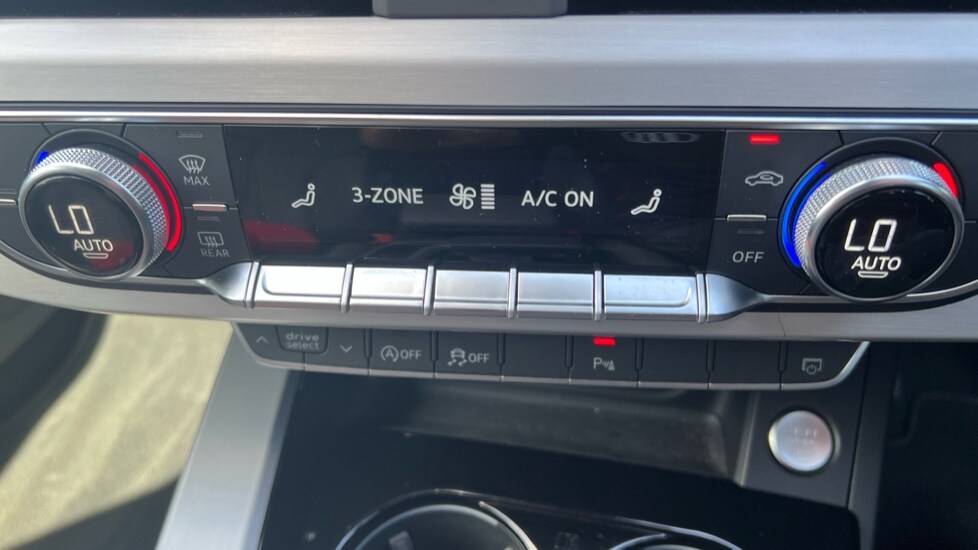 MAX
REAR
LO
AUTO
3-ZONE
A/C ON
OFF
LO
AUTO
drive
select
A OFF
OFF
P